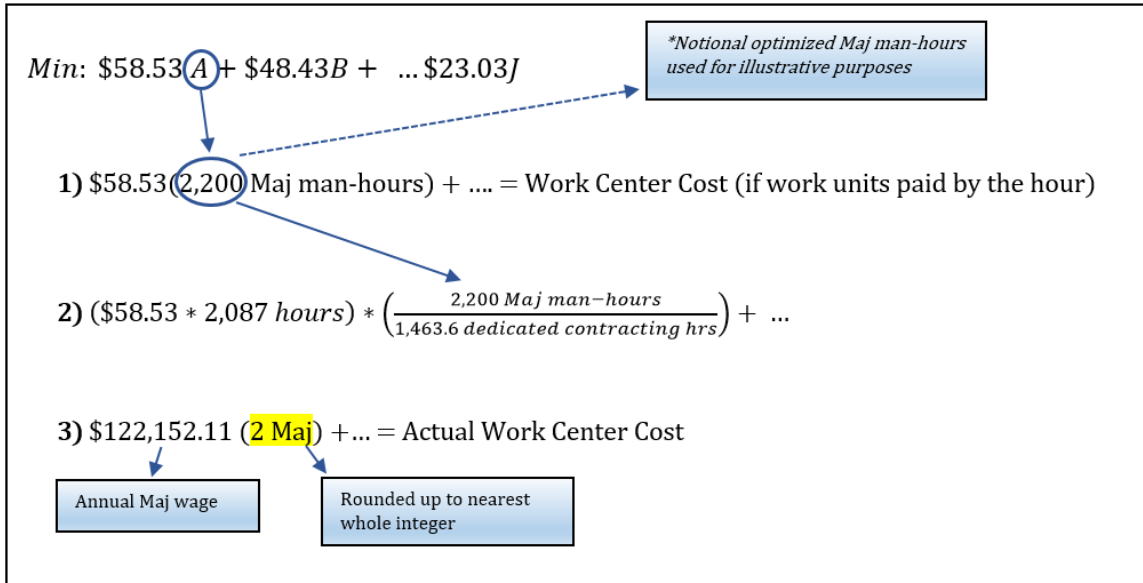 *Notional optimized Maj man-hours
used for illustrative purposes
Min: $58.53A + $48.43B + ... $23.03J
1) $58.53(2,200 Maj man-hours) + .... = Work Center Cost (if work units paid by the hour)
2) ($58.53 * 2,087 hours) * (2,200 Maj man−hours / 1,463.6 dedicated contracting hrs) + ...
3) $122,152.11 (2 Maj) +... = Actual Work Center Cost
Annual Maj wage
Rounded up to nearest
whole integer